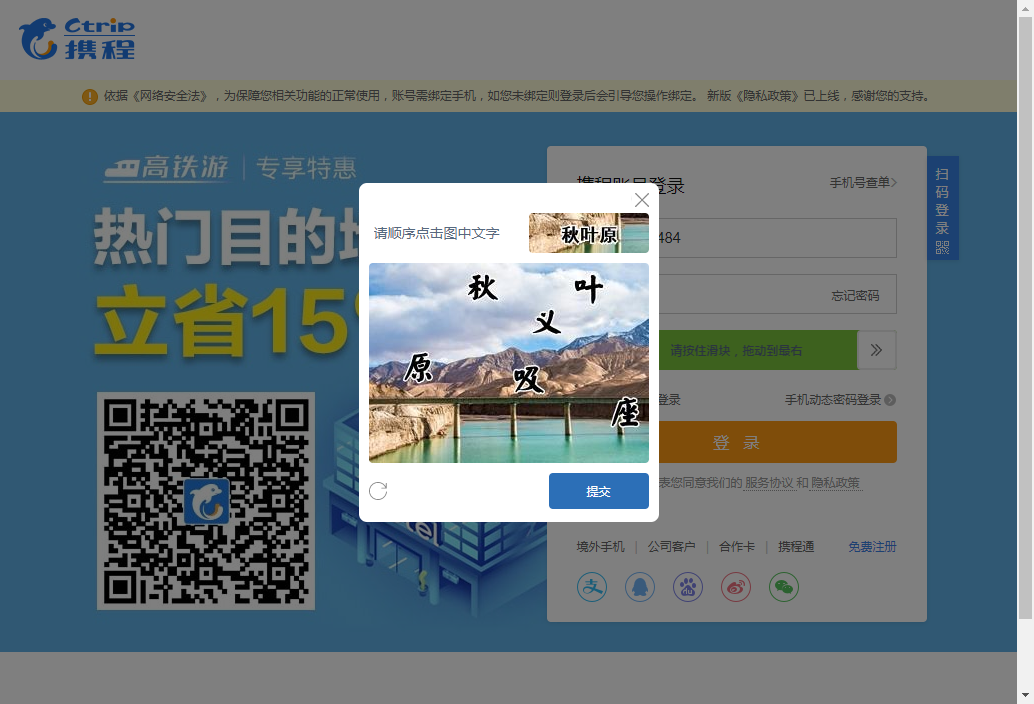 Ctrip
携程
依据《网络安全法》，为保障您相关功能的正常使用，账号需绑定手机，如您未绑定则登录后会引导您操作绑定。 新版《隐私政策》已上线，感谢您的支持。
高铁游 | 专享特惠
热门目的地
立省15%
携程账号登录
手机号查单
扫码登录
484
忘记密码
请按住滑块，拖动到最右
登录
手机动态密码登录
登 录
表您同意我们的 服务协议 和 隐私政策
境外手机 | 公司客户 | 合作卡 | 携程通 免费注册
请顺序点击图中文字
秋叶原
秋 叶
义
原 吸
座
提交